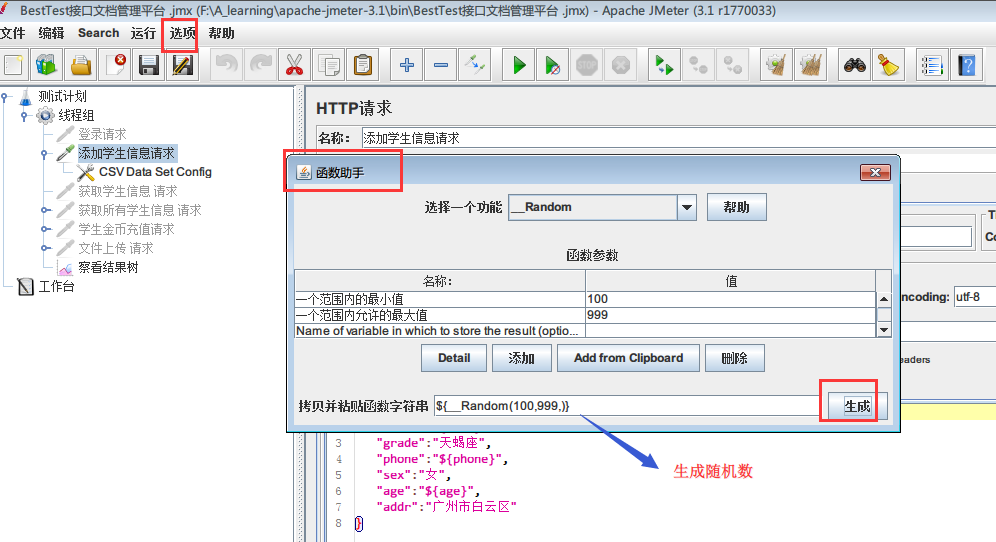 BestTest接口文档管理平台 .jmx (F:\A_learning\apache-jmeter-3.1\bin\BestTest接口文档管理平台 .jmx) - Apache JMeter (3.1 r1770033)
文件 编辑 Search 运行 选项 帮助
测试计划
线程组
登录请求
添加学生信息请求
CSV Data Set Config
获取学生信息 请求
获取所有学生信息 请求
学生金币充值请求
文件上传 请求
察看结果树
工作台
HTTP请求
名称: 添加学生信息请求
函数助手
选择一个功能 __Random 帮助
函数参数
名称: 值
一个范围内的最小值 100
一个范围内允许的最大值 999
Name of variable in which to store the result (optio...
Detail 添加 Add from Clipboard 删除
拷贝并粘贴函数字符串 ${__Random(100,999,)} 生成
ncoding: utf-8
eaders
3 "grade":"天蝎座",
4 "phone":"${phone}",
5 "sex":"女",
6 "age":"${age}",
7 "addr":"广州市白云区"
8 }
生成随机数